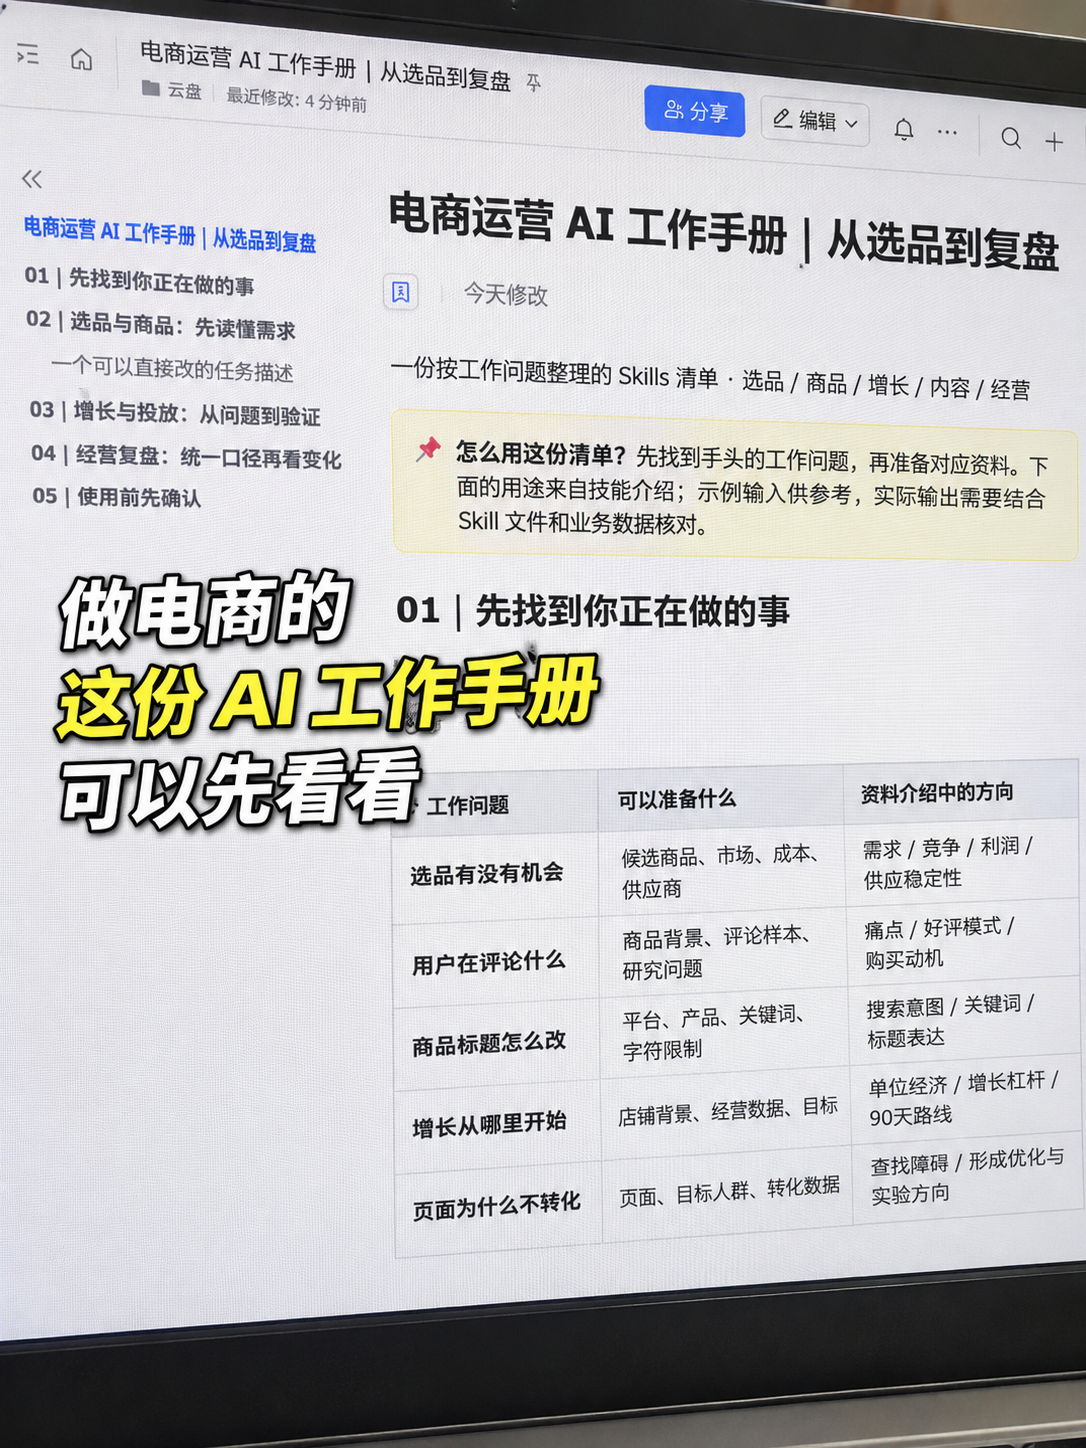 电商运营 AI 工作手册 | 从选品到复盘
云盘 | 最近修改: 4 分钟前
分享
编辑
电商运营 AI 工作手册 | 从选品到复盘
01 | 先找到你正在做的事
02 | 选品与商品：先读懂需求
一个可以直接改的任务描述
03 | 增长与投放：从问题到验证
04 | 经营复盘：统一口径再看变化
05 | 使用前先确认
电商运营 AI 工作手册 | 从选品到复盘
今天修改
一份按工作问题整理的 Skills 清单 · 选品 / 商品 / 增长 / 内容 / 经营
怎么用这份清单？先找到手头的工作问题，再准备对应资料。下
面的用途来自技能介绍；示例输入供参考，实际输出需要结合
Skill 文件和业务数据核对。
01 | 先找到你正在做的事
做电商的
这份 AI 工作手册
可以先看看
工作问题
可以准备什么
资料介绍中的方向
选品有没有机会
候选商品、市场、成本、
供应商
需求 / 竞争 / 利润 /
供应稳定性
用户在评论什么
商品背景、评论样本、
研究问题
痛点 / 好评模式 /
购买动机
商品标题怎么改
平台、产品、关键词、
字符限制
搜索意图 / 关键词 /
标题表达
增长从哪里开始
店铺背景、经营数据、目标
单位经济 / 增长杠杆 /
90天路线
页面为什么不转化
页面、目标人群、转化数据
查找障碍 / 形成优化与
实验方向